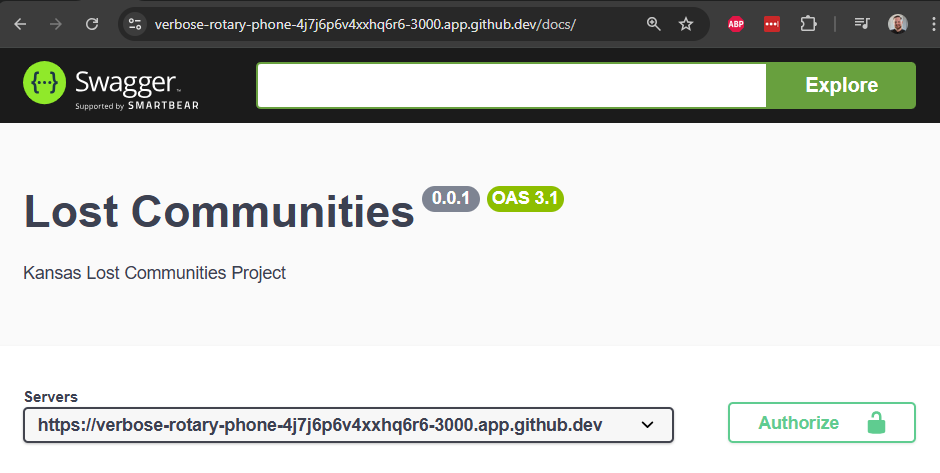 verbose-rotary-phone-4j7j6p6v4xxhq6r6-3000.app.github.dev/docs/
ABP
{···} Swagger™
Supported by SMARTBEAR
Explore
Lost Communities 0.0.1 OAS 3.1
Kansas Lost Communities Project
Servers
https://verbose-rotary-phone-4j7j6p6v4xxhq6r6-3000.app.github.dev
Authorize